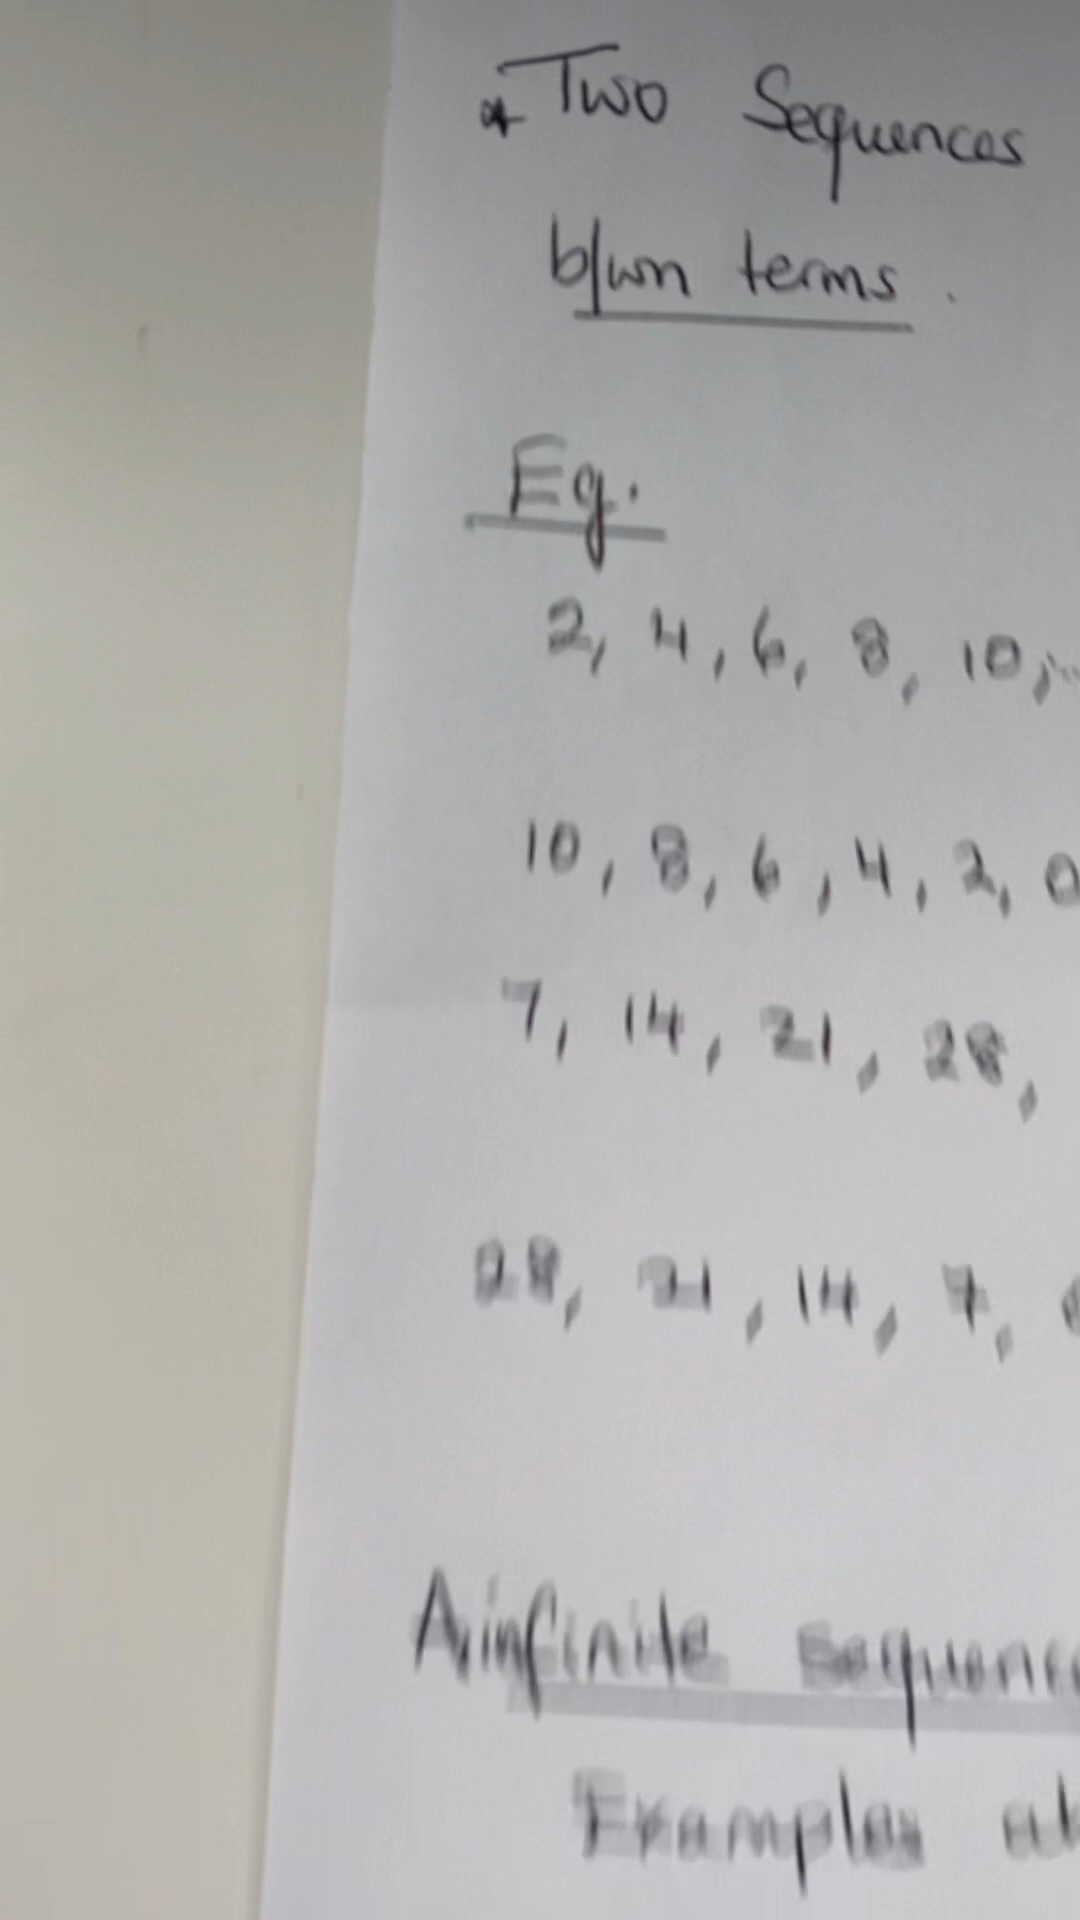 * Two Sequences
b/wn terms.
Eg.
2, 4, 6, 8, 10, ...
10, 8, 6, 4, 2, 0
7, 14, 21, 28,
28, 21, 14, 7,
A infinite
Examples